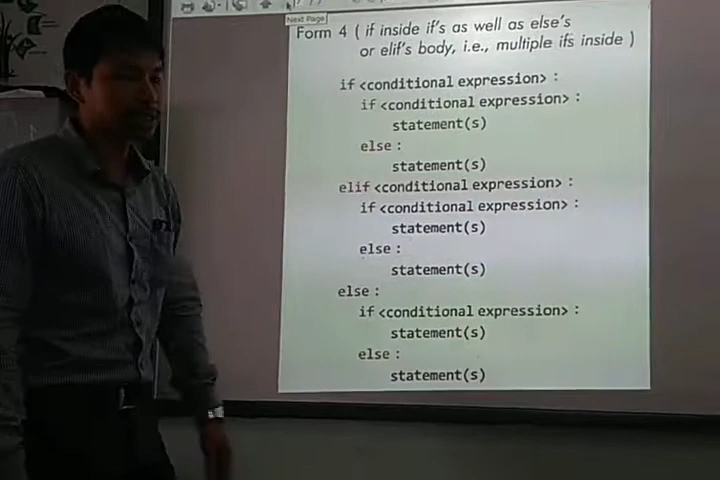 Next Page
Form 4 ( if inside if's as well as else's
or elif's body, i.e., multiple ifs inside )
if <conditional expression> :
if <conditional expression> :
statement(s)
else :
statement(s)
elif <conditional expression> :
if <conditional expression> :
statement(s)
else :
statement(s)
else :
if <conditional expression> :
statement(s)
else :
statement(s)